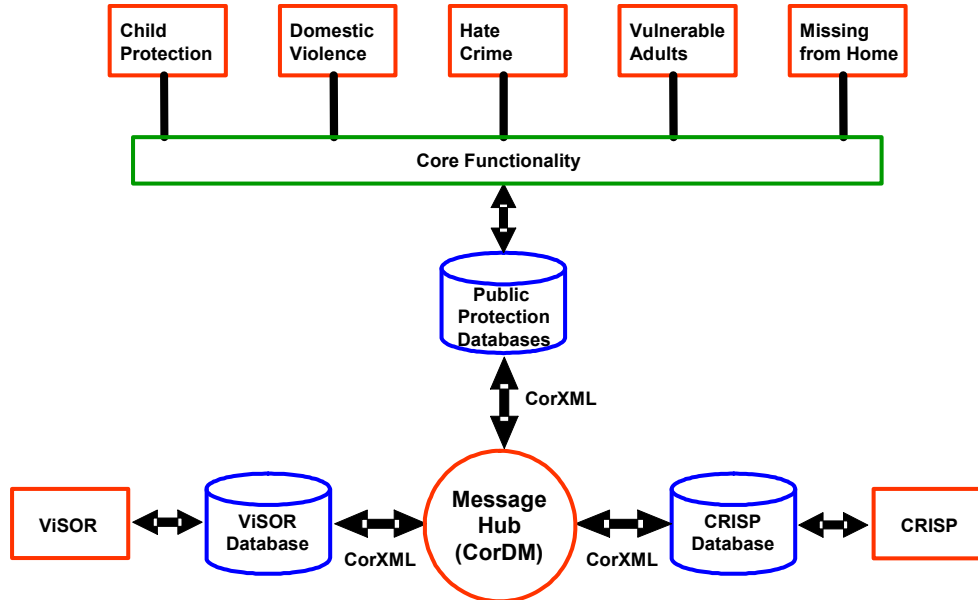 Child
Protection
Domestic
Violence
Hate
Crime
Vulnerable
Adults
Missing
from Home
Core Functionality
Public
Protection
Databases
CorXML
Message
Hub
(CorDM)
ViSOR
ViSOR
Database
CorXML
CorXML
CRISP
Database
CRISP